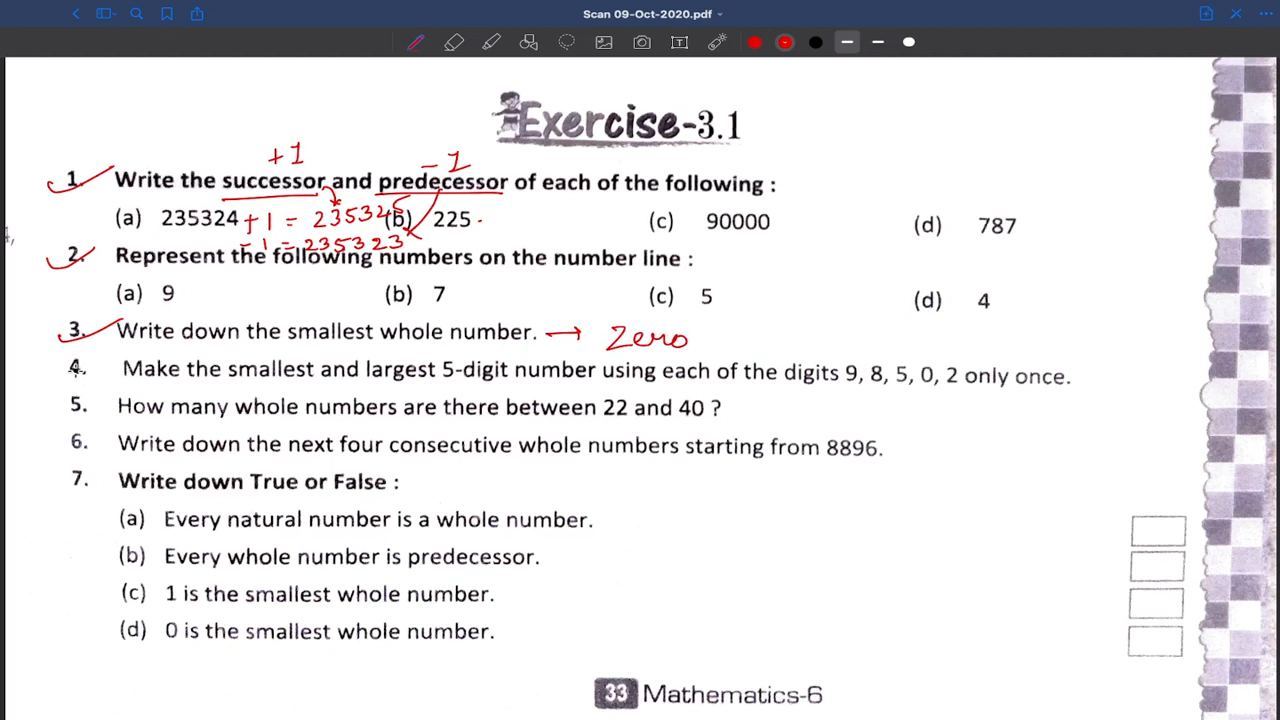 Scan 09-Oct-2020.pdf
Exercise-3.1
+1 -1
1. Write the successor and predecessor of each of the following :
(a) 235324 +1 = 235325 (b) 225 (c) 90000 (d) 787
-1 = 235323
2. Represent the following numbers on the number line :
(a) 9 (b) 7 (c) 5 (d) 4
3. Write down the smallest whole number. → Zero
4. Make the smallest and largest 5-digit number using each of the digits 9, 8, 5, 0, 2 only once.
5. How many whole numbers are there between 22 and 40 ?
6. Write down the next four consecutive whole numbers starting from 8896.
7. Write down True or False :
(a) Every natural number is a whole number.
(b) Every whole number is predecessor.
(c) 1 is the smallest whole number.
(d) 0 is the smallest whole number.
33 Mathematics-6